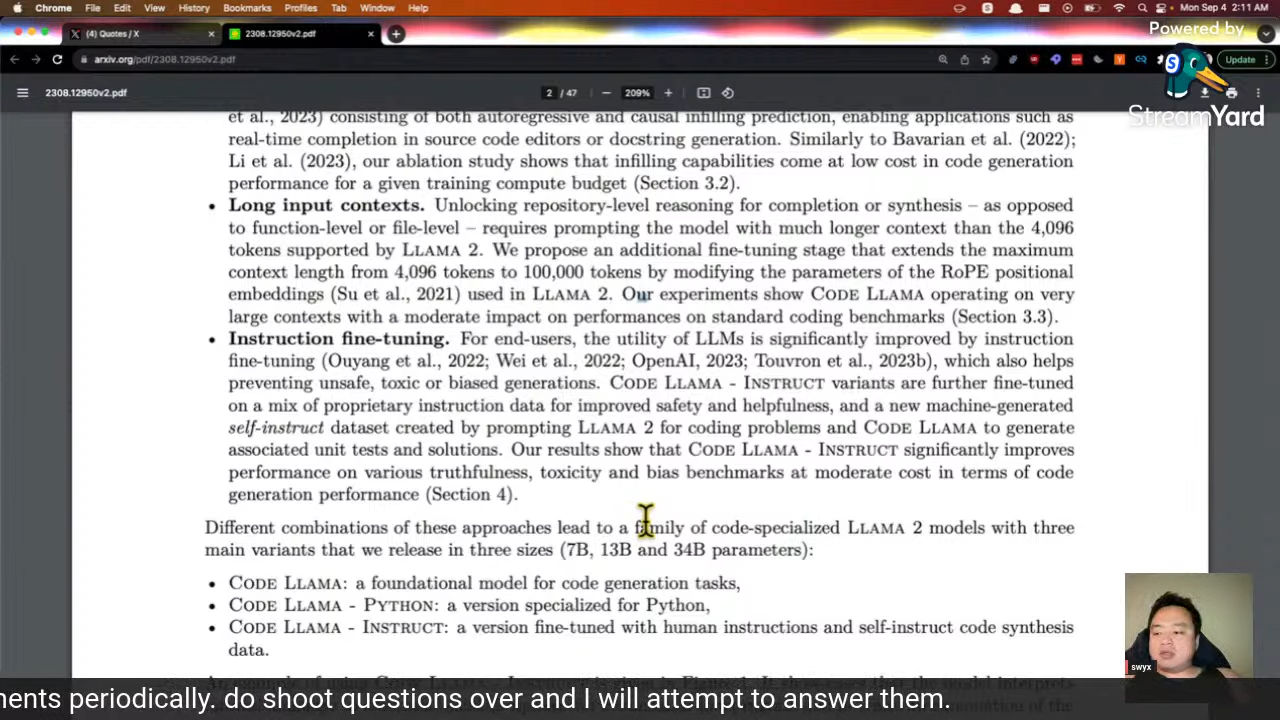 Chrome File Edit View History Bookmarks Profiles Tab Window Help
Mon Sep 4 2:11 AM
(4) Quotes / X
2308.12950v2.pdf
Powered by
arxiv.org/pdf/2308.12950v2.pdf
Update
2308.12950v2.pdf
2 / 47
209%
StreamYard
et al., 2023) consisting of both autoregressive and causal infilling prediction, enabling applications such as
real-time completion in source code editors or docstring generation. Similarly to Bavarian et al. (2022);
Li et al. (2023), our ablation study shows that infilling capabilities come at low cost in code generation
performance for a given training compute budget (Section 3.2).
• Long input contexts. Unlocking repository-level reasoning for completion or synthesis – as opposed
to function-level or file-level – requires prompting the model with much longer context than the 4,096
tokens supported by LLAMA 2. We propose an additional fine-tuning stage that extends the maximum
context length from 4,096 tokens to 100,000 tokens by modifying the parameters of the RoPE positional
embeddings (Su et al., 2021) used in LLAMA 2. Our experiments show CODE LLAMA operating on very
large contexts with a moderate impact on performances on standard coding benchmarks (Section 3.3).
• Instruction fine-tuning. For end-users, the utility of LLMs is significantly improved by instruction
fine-tuning (Ouyang et al., 2022; Wei et al., 2022; OpenAI, 2023; Touvron et al., 2023b), which also helps
preventing unsafe, toxic or biased generations. CODE LLAMA - INSTRUCT variants are further fine-tuned
on a mix of proprietary instruction data for improved safety and helpfulness, and a new machine-generated
self-instruct dataset created by prompting LLAMA 2 for coding problems and CODE LLAMA to generate
associated unit tests and solutions. Our results show that CODE LLAMA - INSTRUCT significantly improves
performance on various truthfulness, toxicity and bias benchmarks at moderate cost in terms of code
generation performance (Section 4).
Different combinations of these approaches lead to a family of code-specialized LLAMA 2 models with three
main variants that we release in three sizes (7B, 13B and 34B parameters):
• CODE LLAMA: a foundational model for code generation tasks,
• CODE LLAMA - PYTHON: a version specialized for Python,
• CODE LLAMA - INSTRUCT: a version fine-tuned with human instructions and self-instruct code synthesis
data.
swyx
ments periodically. do shoot questions over and I will attempt to answer them.